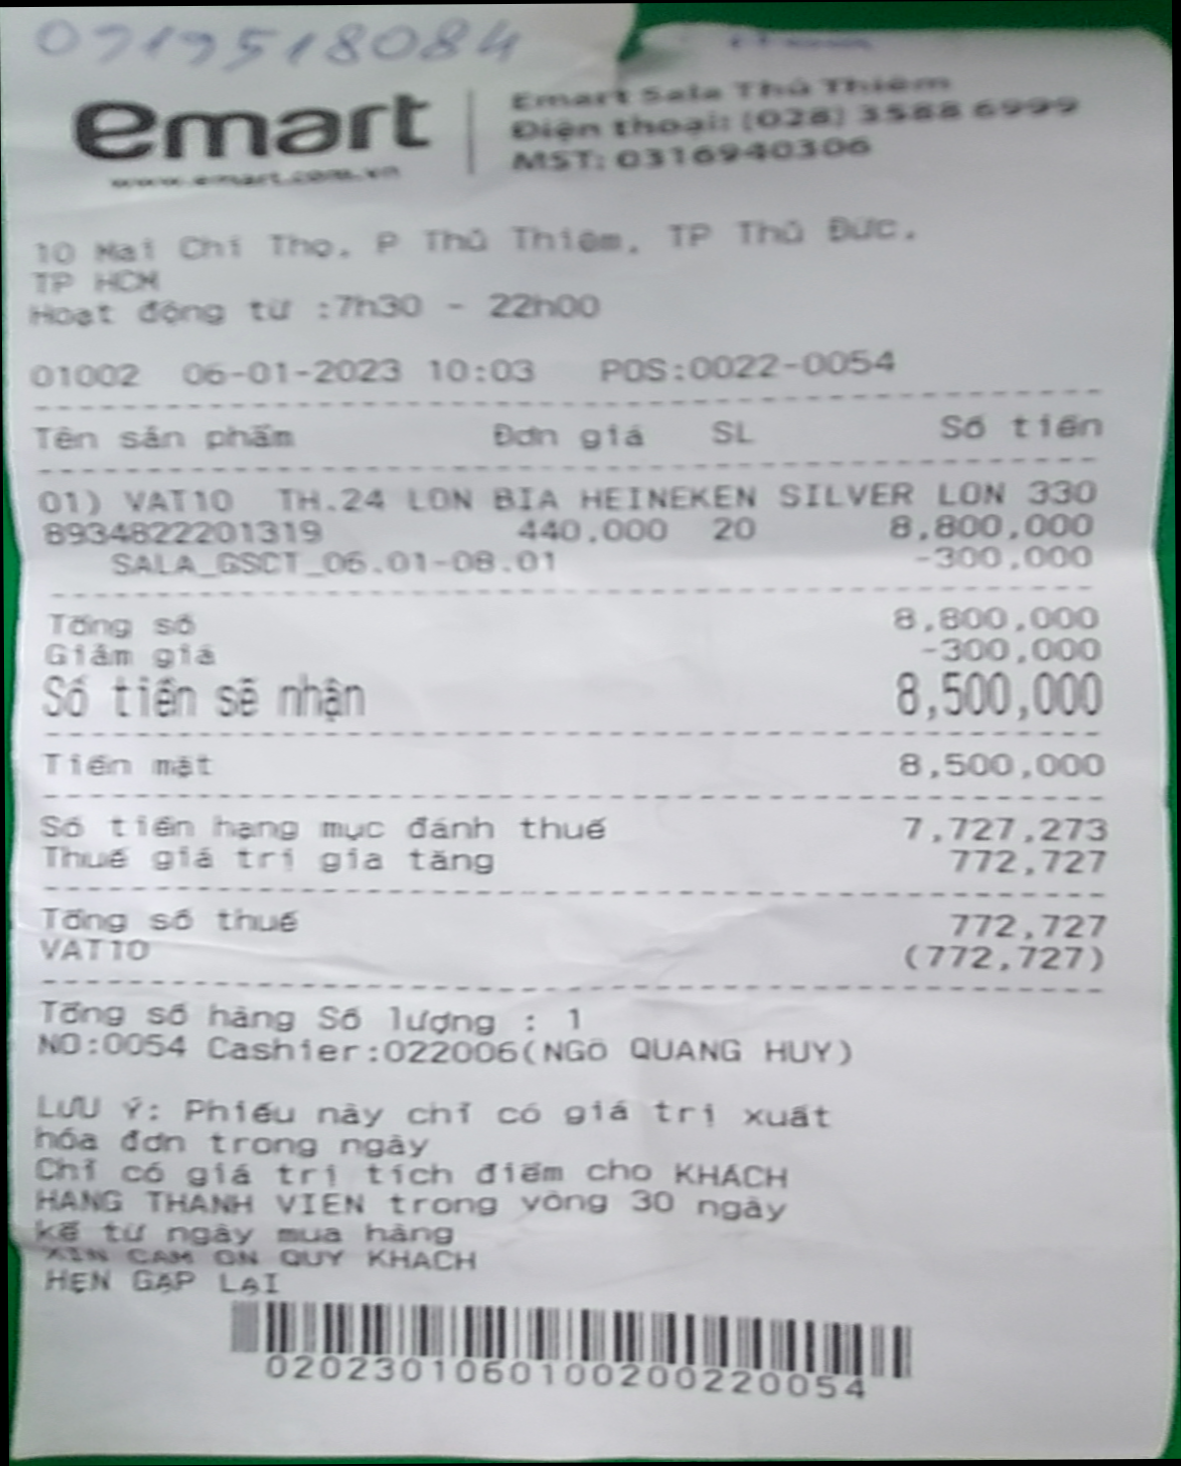 0919518084
emart
www.emart.com.vn
Emart Sala Thủ Thiêm
Điện thoại: (028) 3588 6999
MST: 0316940306
10 Mai Chí Thọ, P Thủ Thiêm, TP Thủ Đức,
TP HCM
Hoạt động từ :7h30 - 22h00
01002 06-01-2023 10:03 POS:0022-0054
Tên sản phẩm Đơn giá SL Số tiền
01) VAT10 TH.24 LON BIA HEINEKEN SILVER LON 330
8934822201319 440,000 20 8,800,000
SALA_GSCT_06.01-08.01 -300,000
Tổng số 8,800,000
Giảm giá -300,000
Số tiền sẽ nhận 8,500,000
Tiền mặt 8,500,000
Số tiền hạng mục đánh thuế 7,727,273
Thuế giá trị gia tăng 772,727
Tổng số thuế 772,727
VAT10 (772,727)
Tổng số hàng Số lượng : 1
NO:0054 Cashier:022006(NGÔ QUANG HUY)
LƯU Ý: Phiếu này chỉ có giá trị xuất
hóa đơn trong ngày
Chỉ có giá trị tích điểm cho KHÁCH
HÀNG THÀNH VIÊN trong vòng 30 ngày
kể từ ngày mua hàng
XIN CẢM ƠN QUÝ KHÁCH
HẸN GẶP LẠI
0202301060100200220054